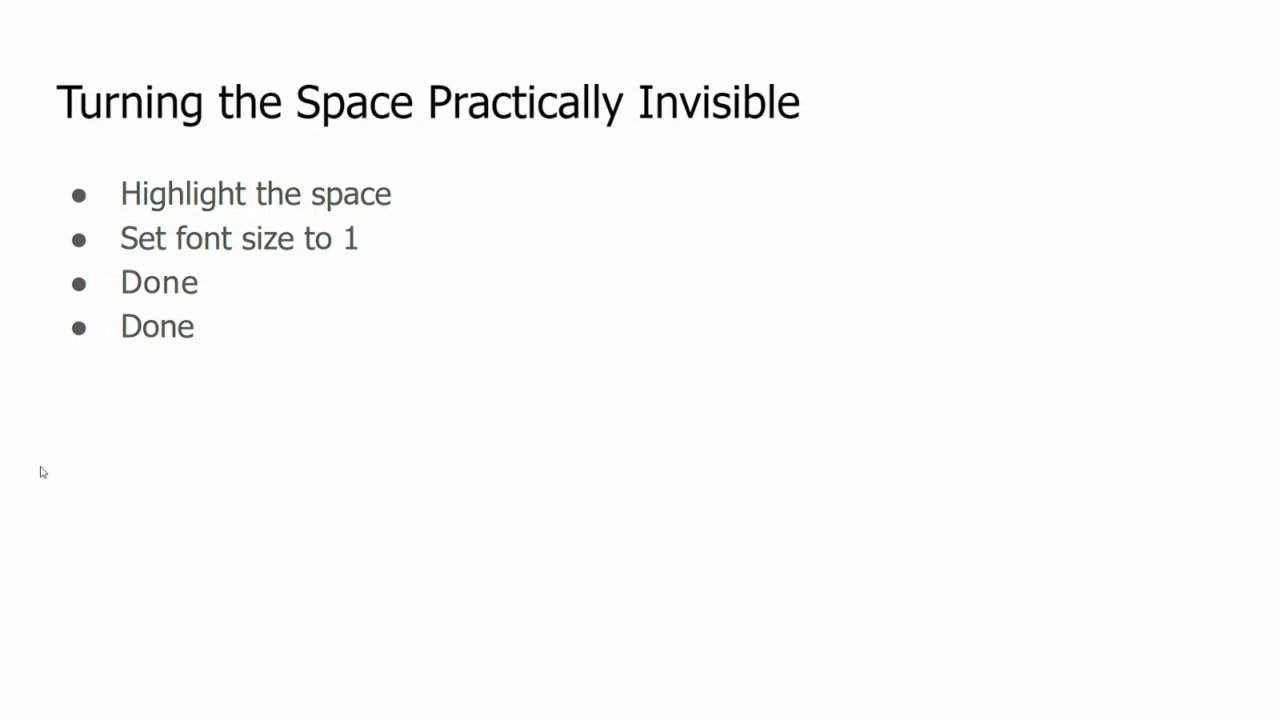 Turning the Space Practically Invisible
● Highlight the space
● Set font size to 1
● Done
● Done